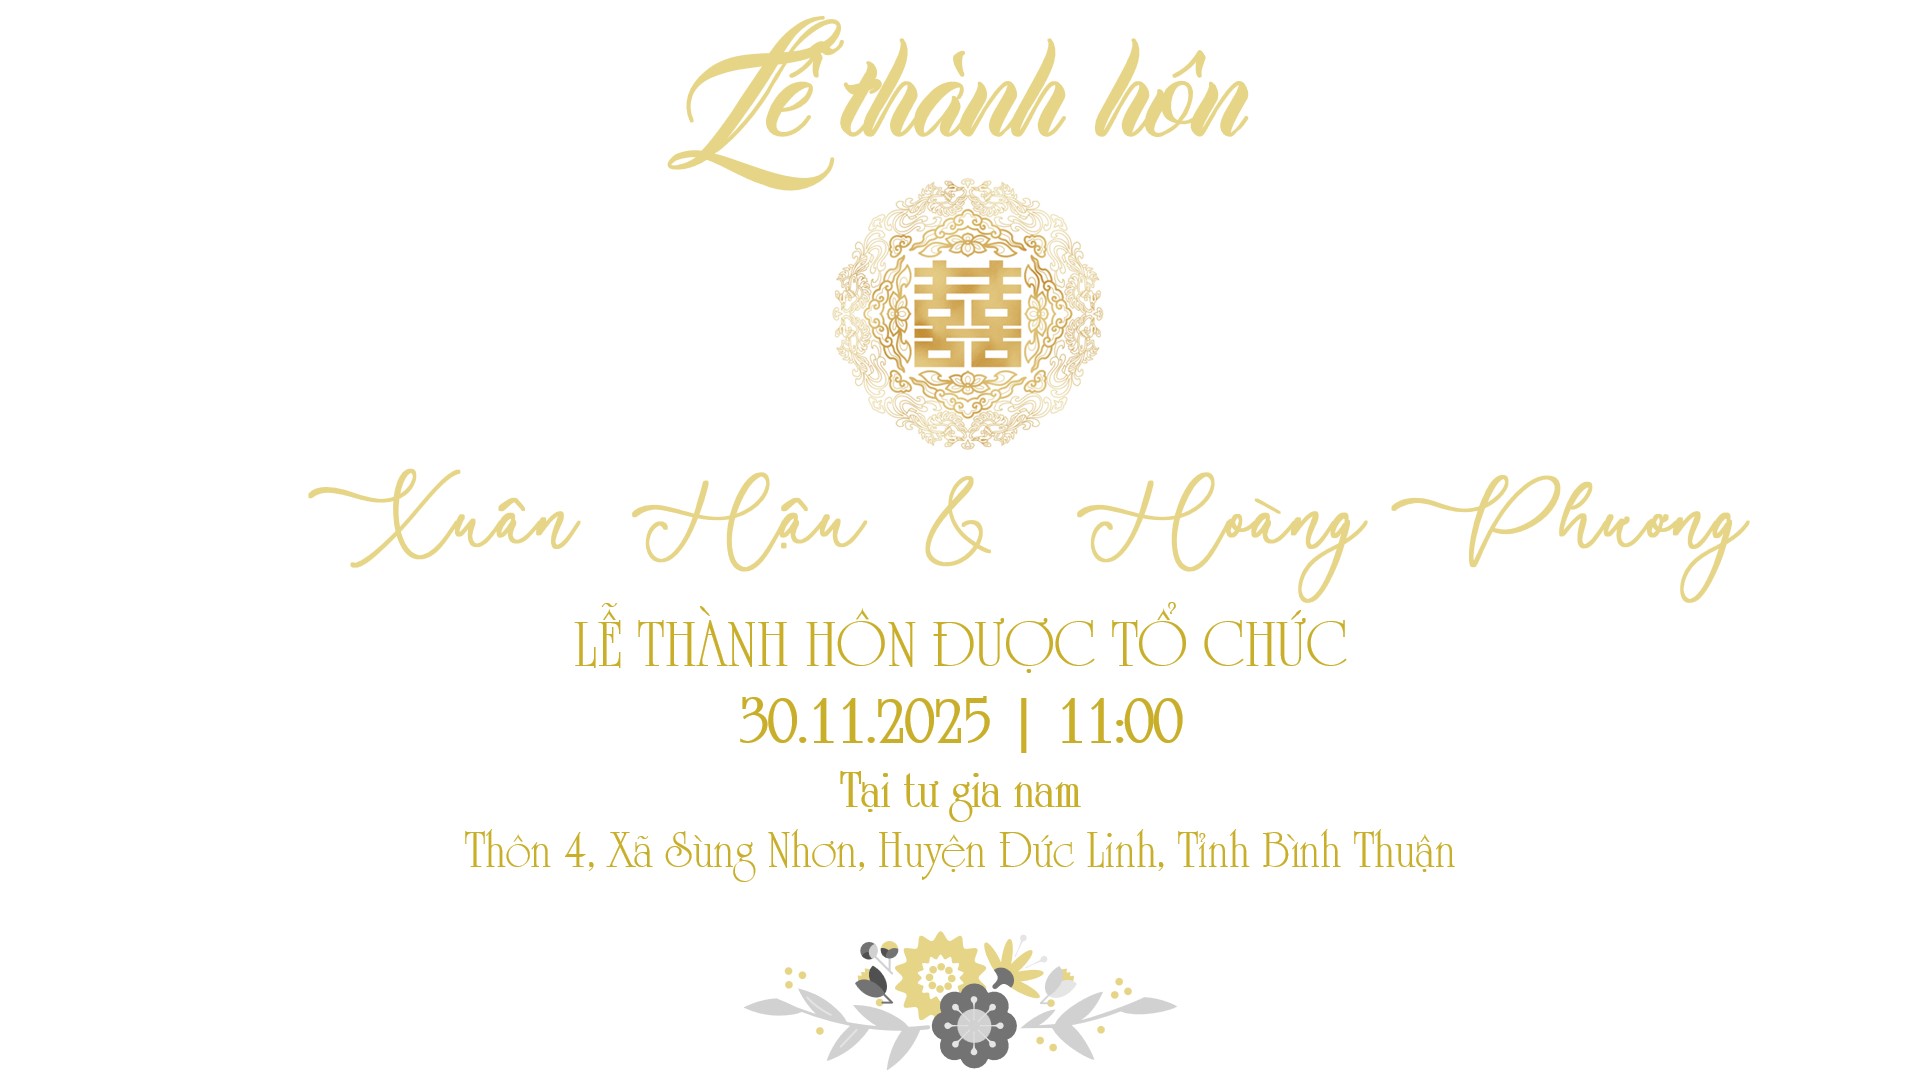 Lễ thành hôn
囍
Xuân Hậu & Hoàng Phương
LỄ THÀNH HÔN ĐƯỢC TỔ CHỨC
30.11.2025 | 11:00
Tại tư gia nam
Thôn 4, Xã Sùng Nhơn, Huyện Đức Linh, Tỉnh Bình Thuận